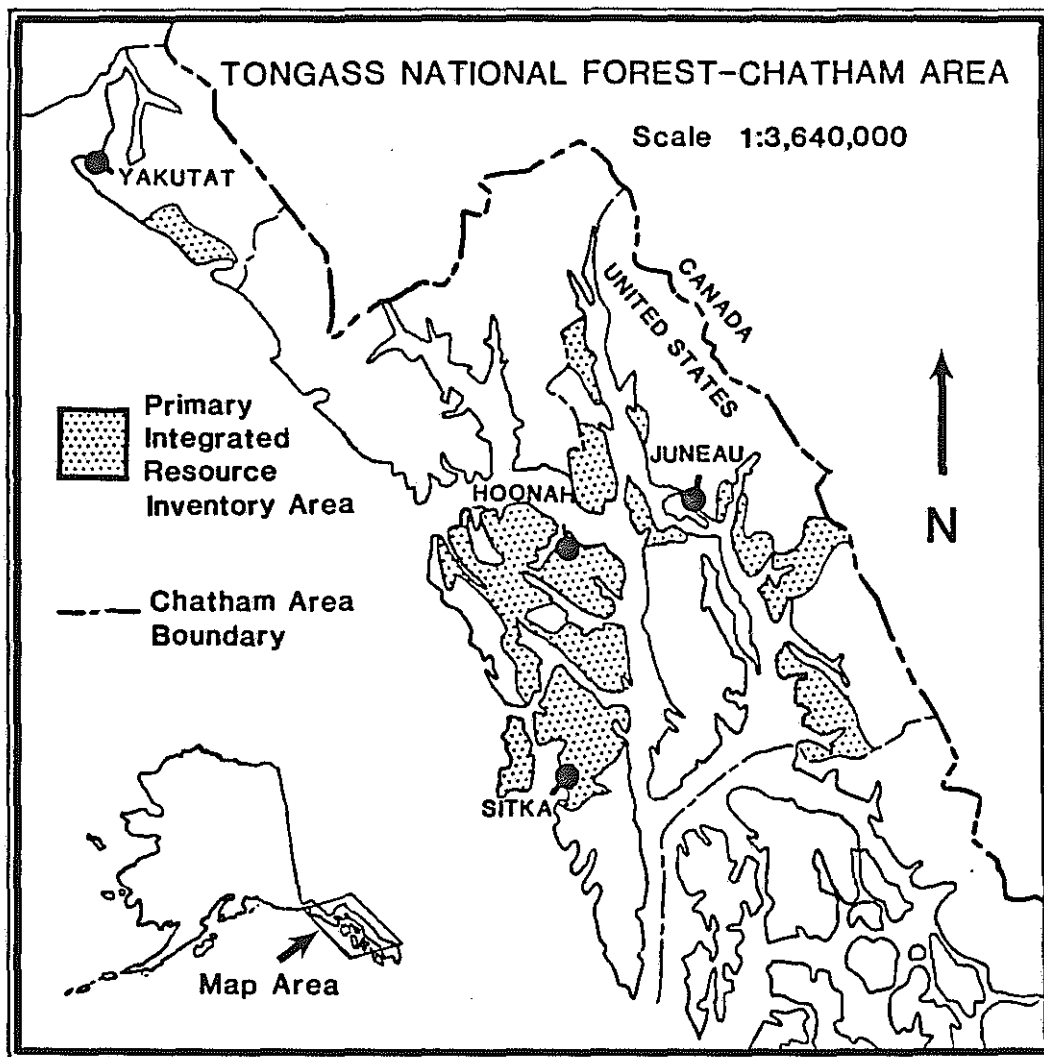 TONGASS NATIONAL FOREST-CHATHAM AREA
Scale 1:3,640,000
YAKUTAT
CANADA
UNITED STATES
Primary
Integrated
Resource
Inventory Area
JUNEAU
HOONAH
N
Chatham Area
Boundary
SITKA
Map Area